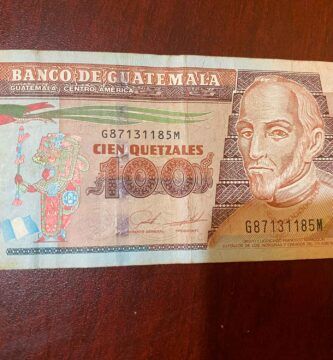 BANCO DE GUATEMALA
GUATEMALA, CENTRO AMERICA
G87131185M
CIEN QUETZALES
100
G87131185M